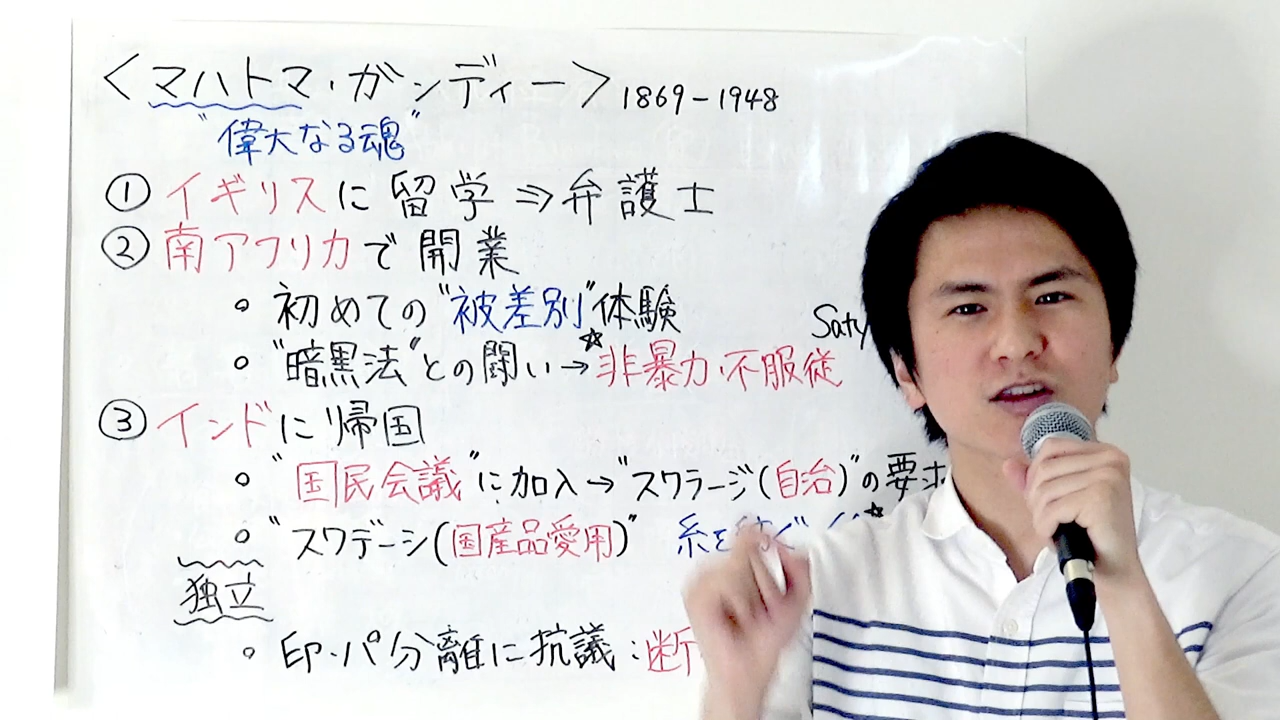 <マハトマ・ガンディー> 1869-1948
"偉大なる魂"
① イギリスに留学⇒弁護士
② 南アフリカで開業
○ 初めての"被差別"体験
Saty
○ "暗黒法"との闘い→☆非暴力・不服従
③ インドに帰国
○ "国民会議"に加入→"スワラージ(自治)"の要求
○ "スワデーシ(国産品愛用)" 糸を
独立
○ 印・パ分離に抗議:断